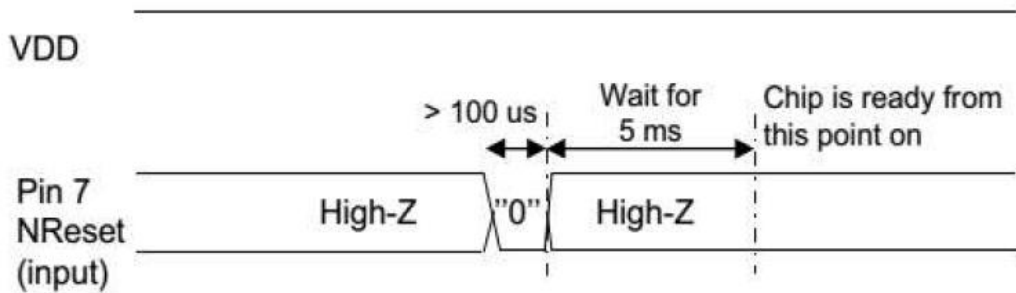 VDD
> 100 us
Wait for
5 ms
Chip is ready from
this point on
Pin 7
NReset
(input)
High-Z
"0"
High-Z